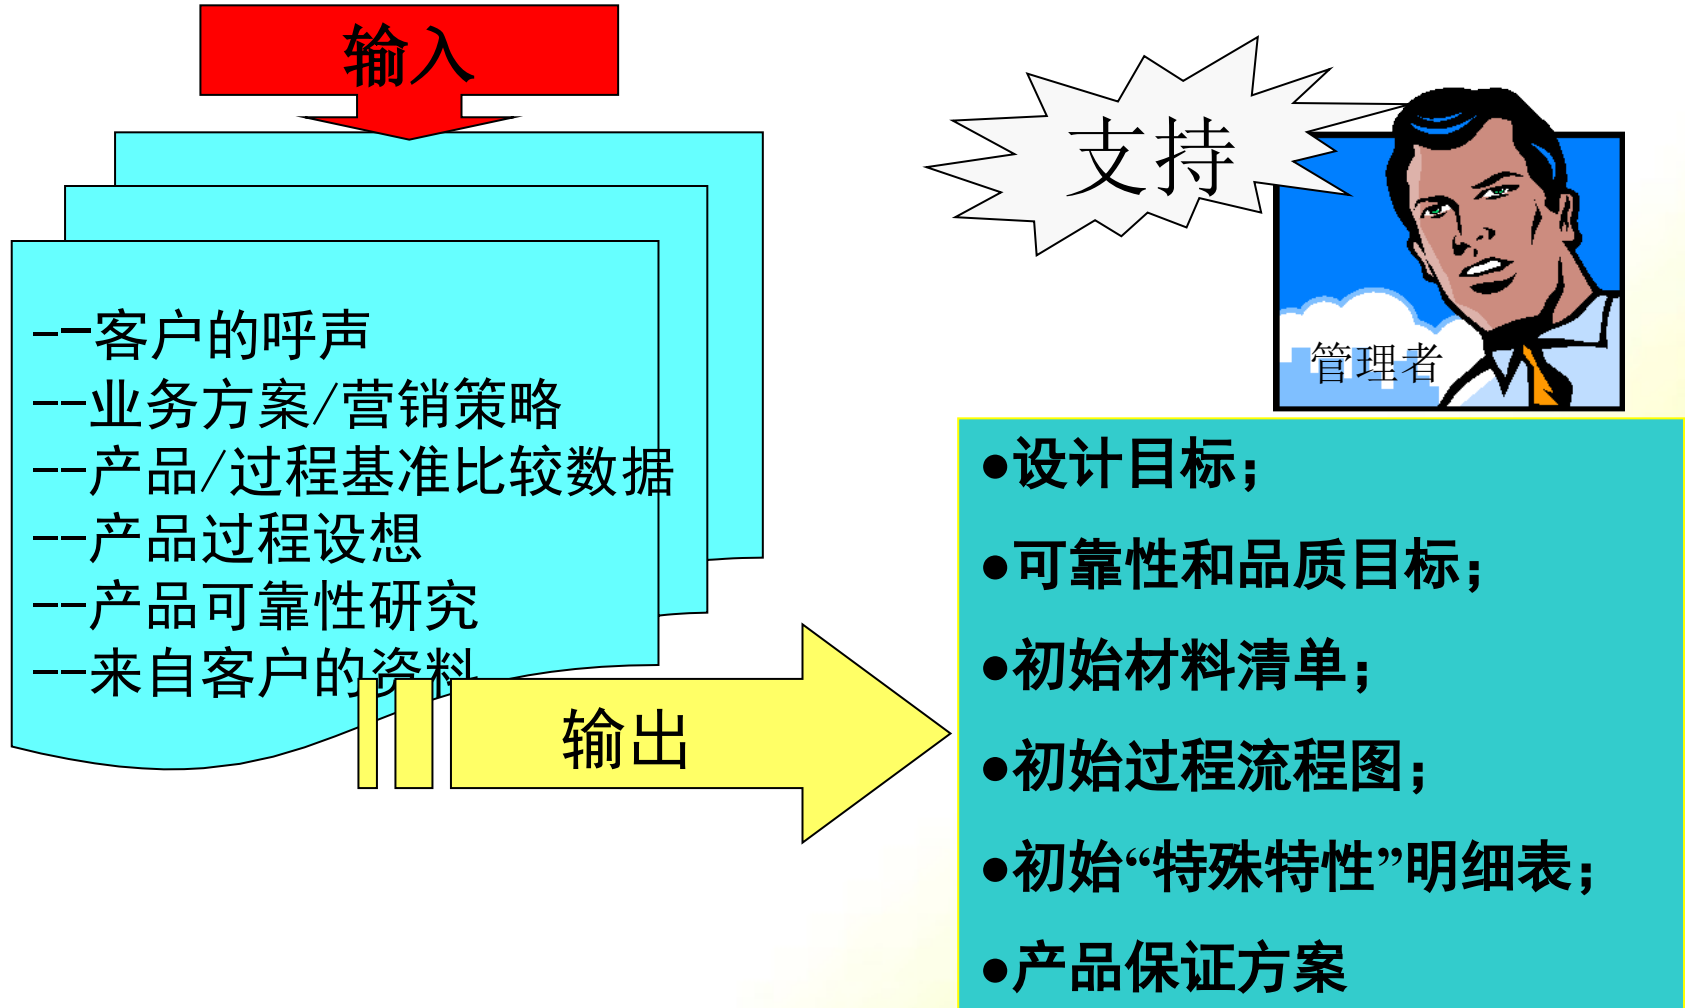 输入
--客户的呼声
--业务方案/营销策略
--产品/过程基准比较数据
--产品过程设想
--产品可靠性研究
--来自客户的资料
输出
支持
管理者
●设计目标；
●可靠性和品质目标；
●初始材料清单；
●初始过程流程图；
●初始“特殊特性”明细表；
●产品保证方案